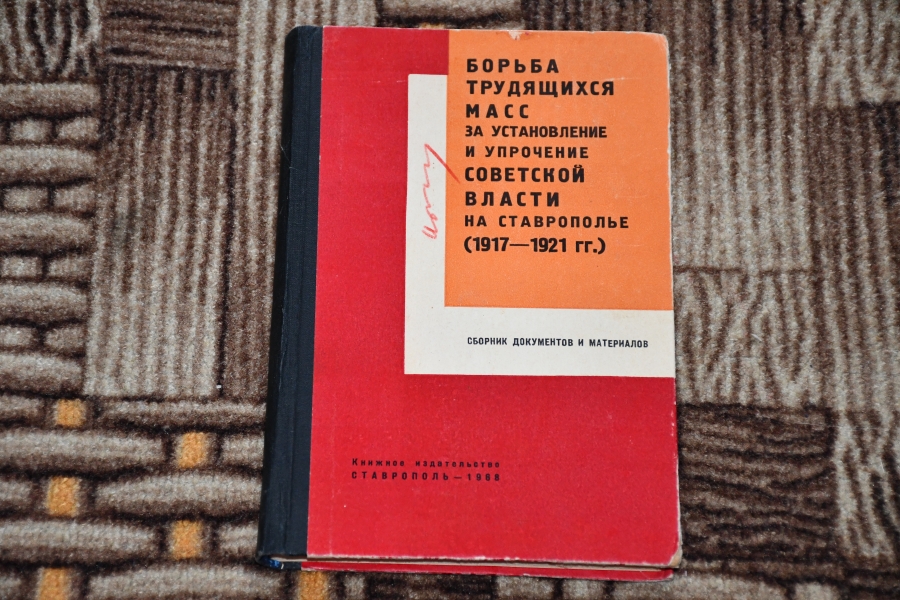 БОРЬБА
ТРУДЯЩИХСЯ
МАСС
ЗА УСТАНОВЛЕНИЕ
И УПРОЧЕНИЕ
СОВЕТСКОЙ
ВЛАСТИ
НА СТАВРОПОЛЬЕ
(1917—1921 гг.)
СБОРНИК ДОКУМЕНТОВ И МАТЕРИАЛОВ
Книжное издательство
СТАВРОПОЛЬ—1968